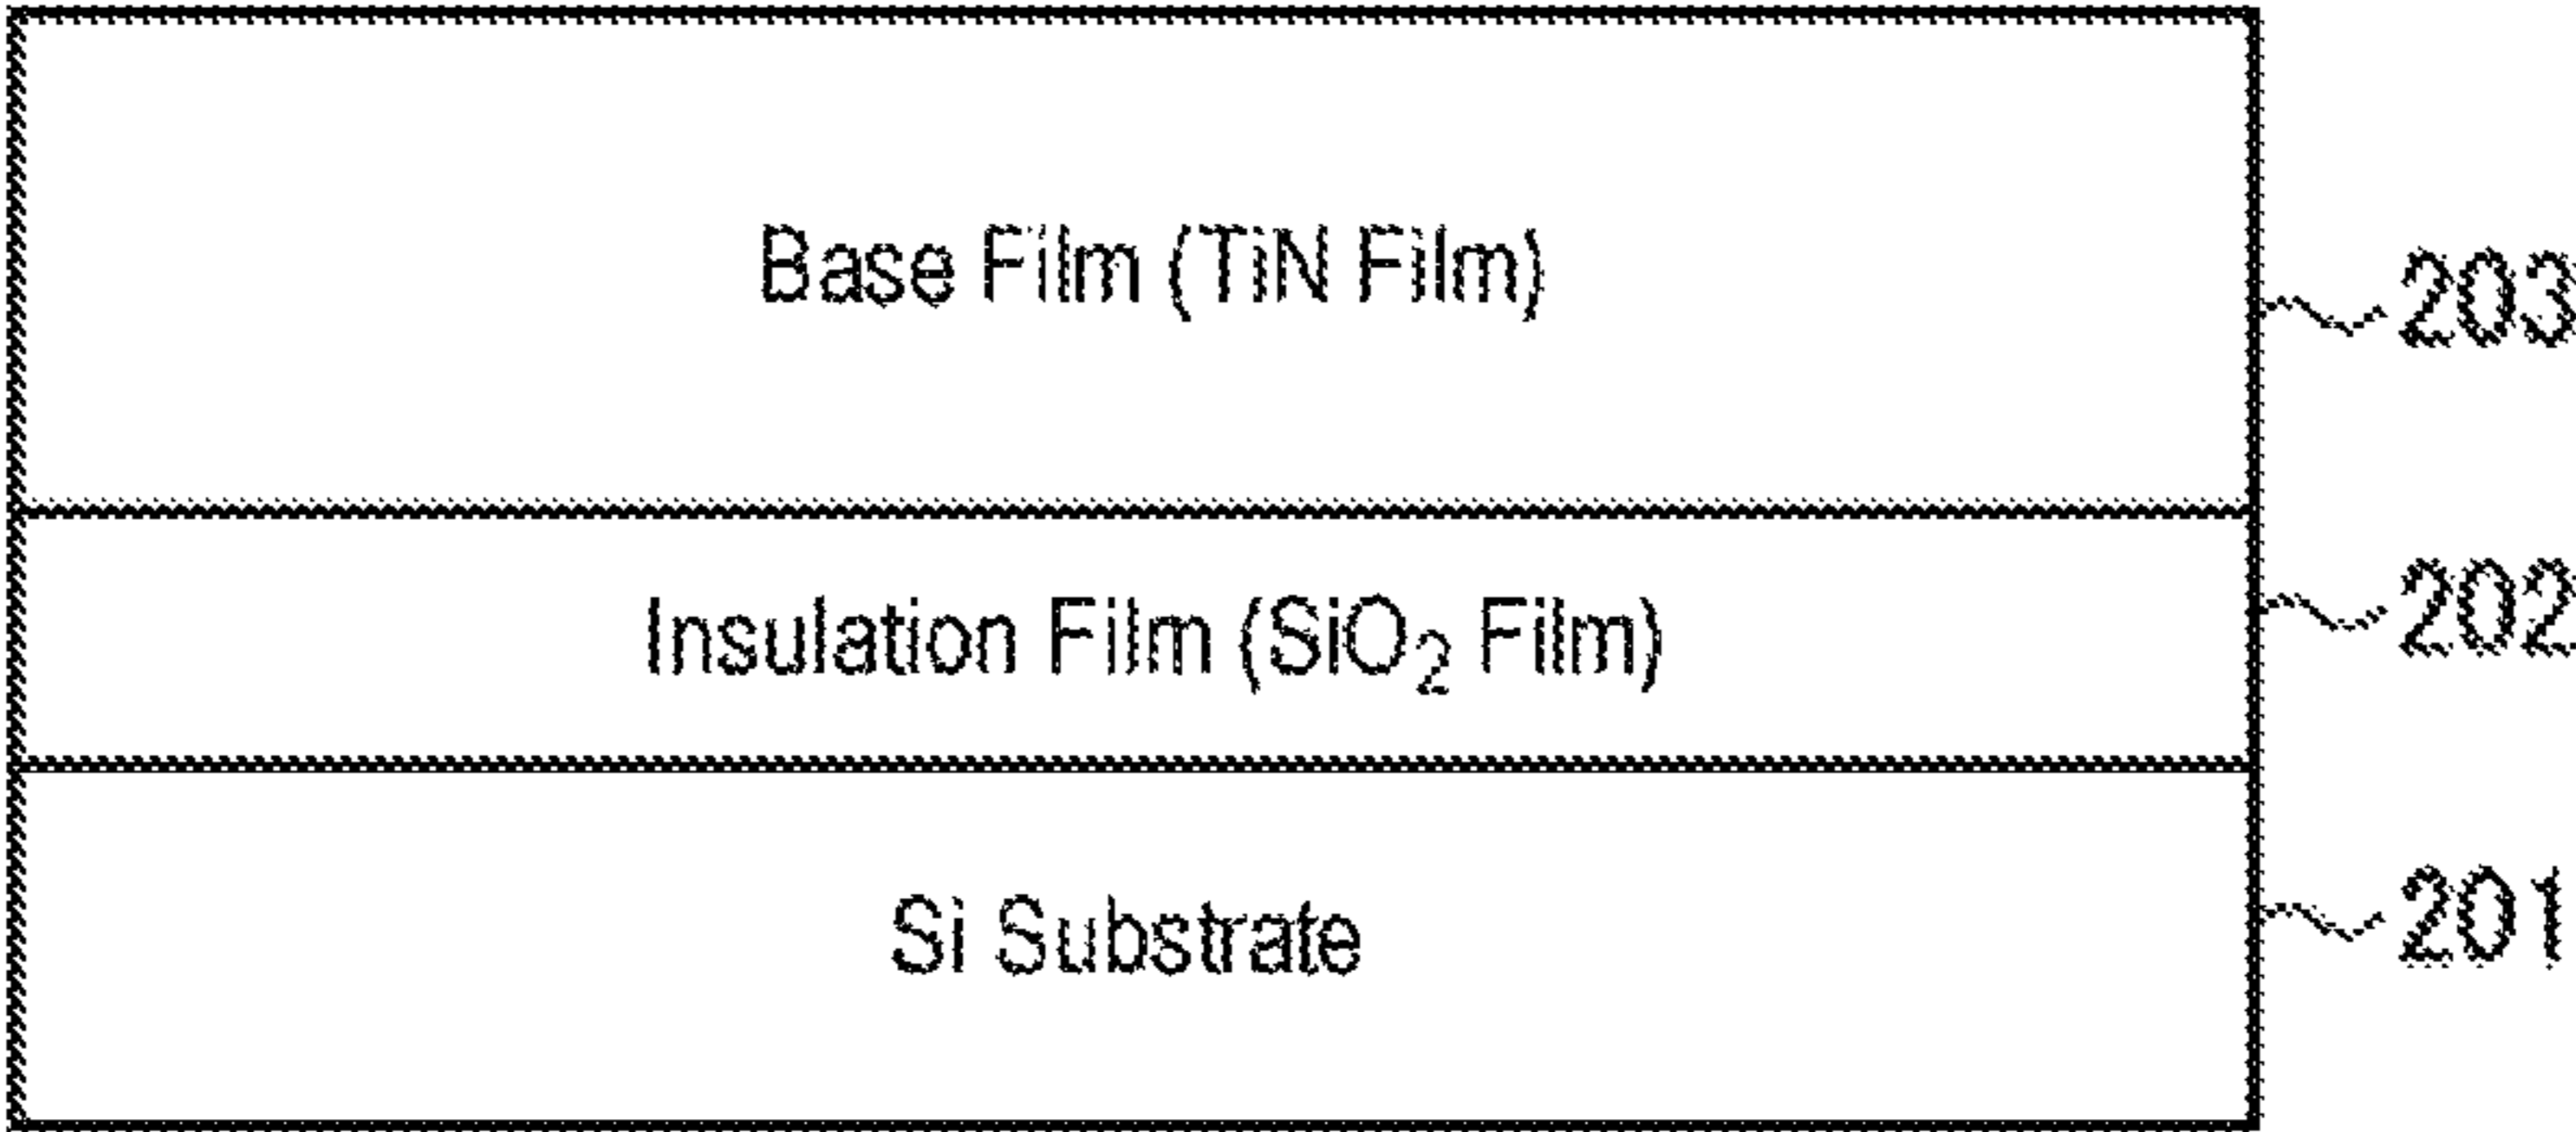 Base Film (TiN Film)
203
Insulation Film (SiO₂ Film)
202
Si Substrate
201